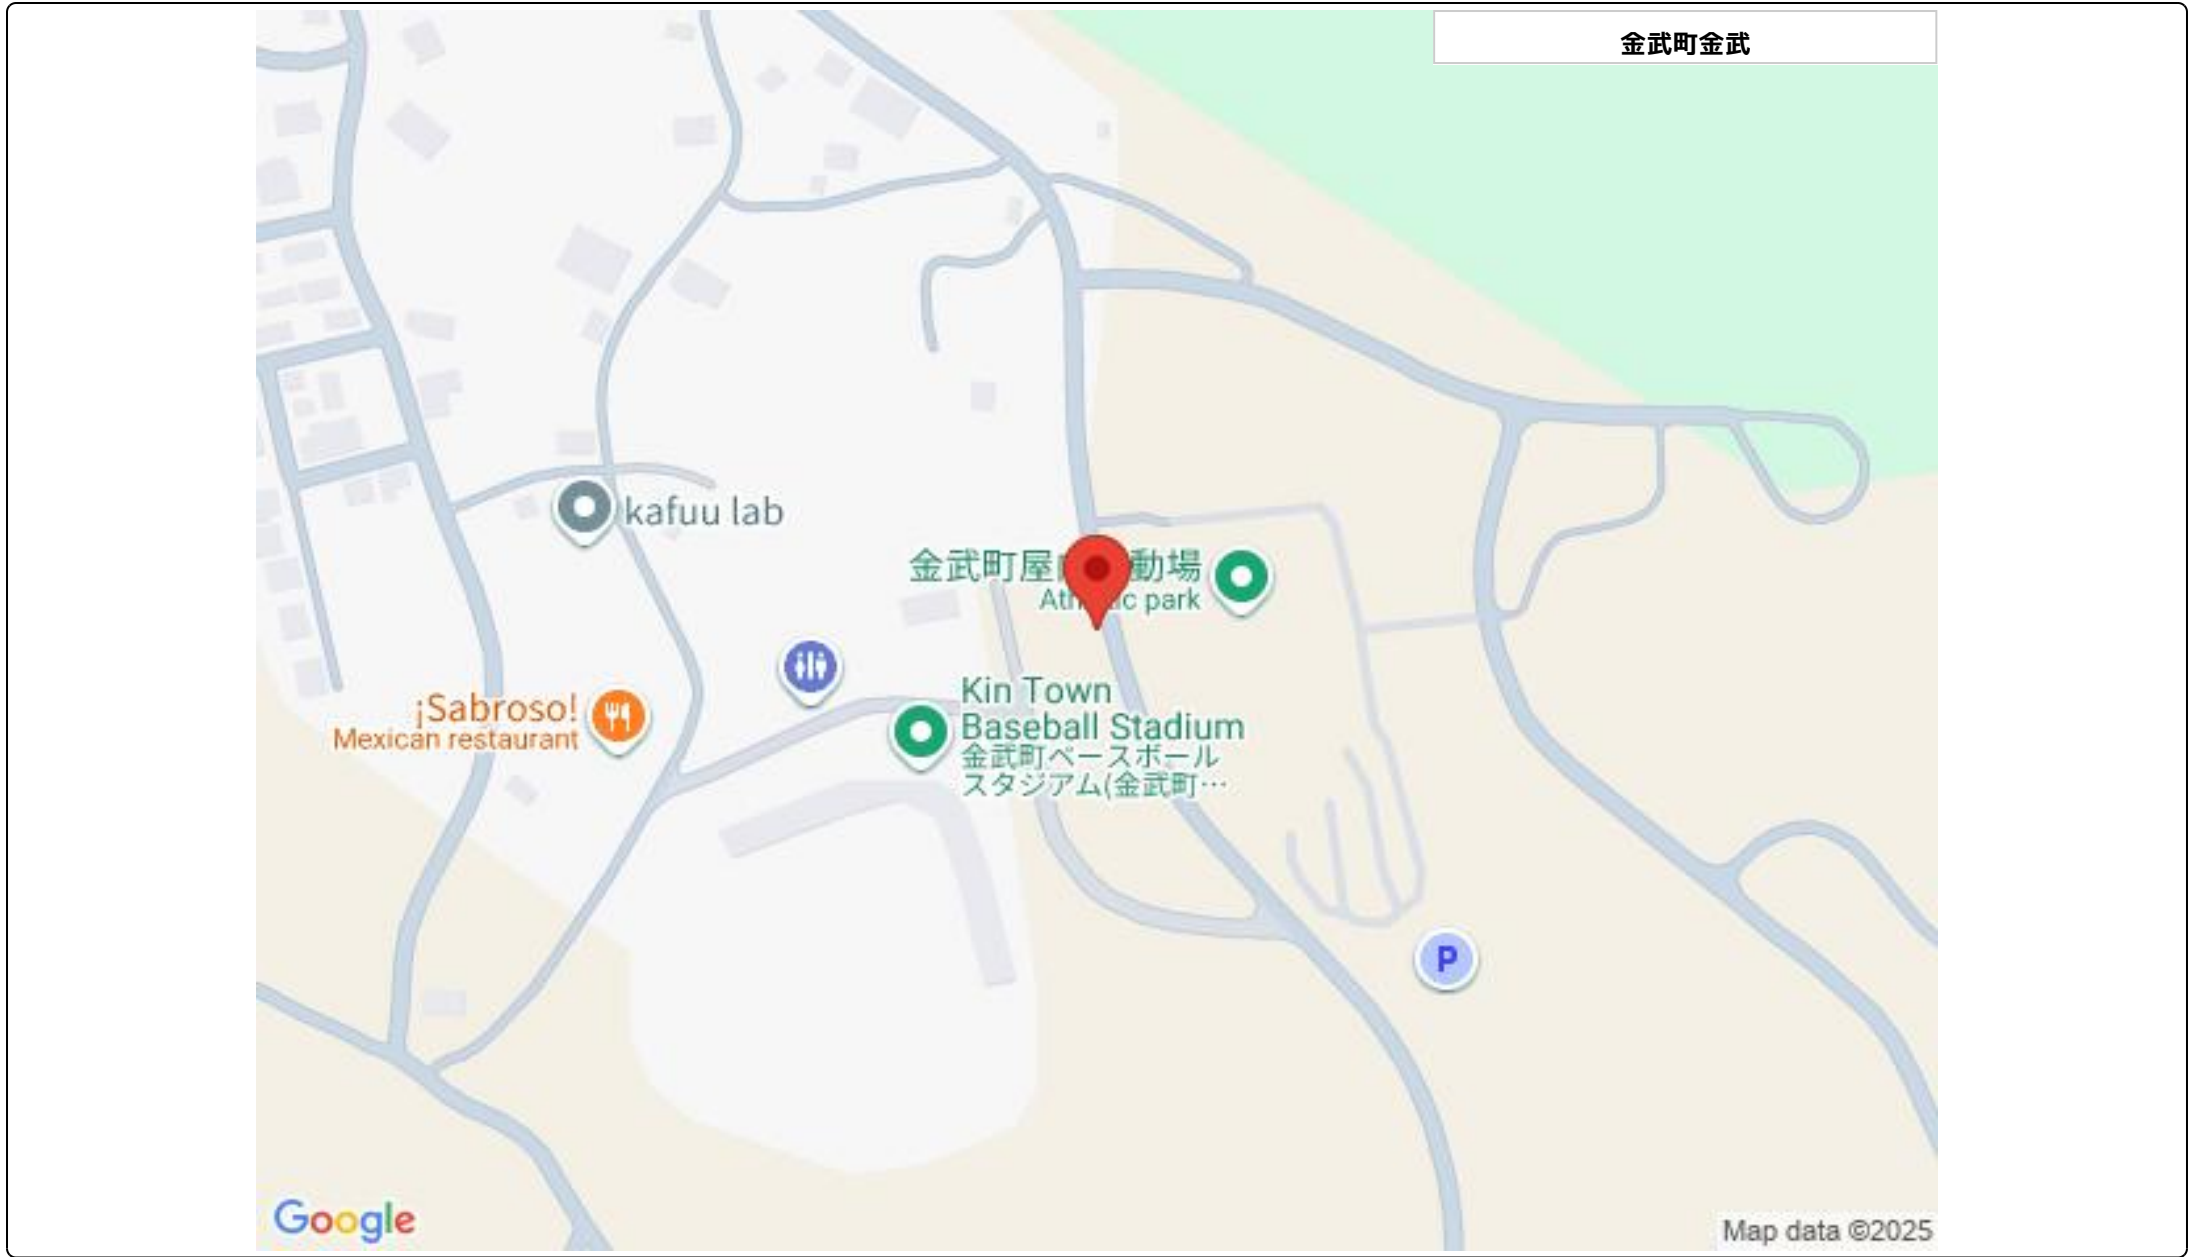 金武町金武
kafuu lab
金武町屋 動場
park
Kin Town
Baseball Stadium
金武町ベースボール
スタジアム(金武町…
¡Sabroso!
Mexican restaurant
P
Google
Map data ©2025